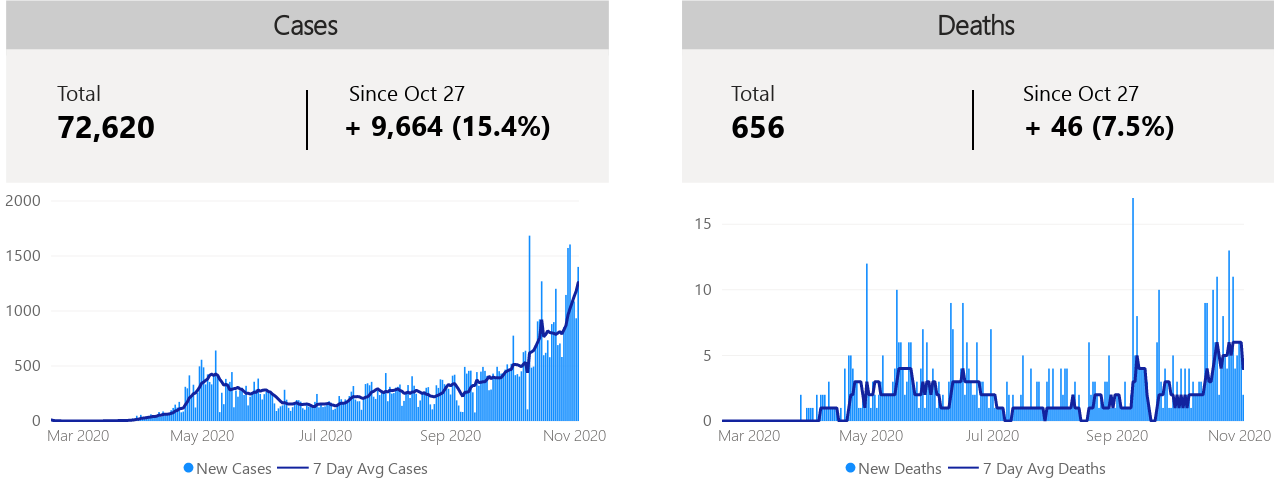 Cases
Total
72,620
Since Oct 27
+ 9,664 (15.4%)
2000
1500
1000
500
0
Mar 2020 May 2020 Jul 2020 Sep 2020 Nov 2020
New Cases 7 Day Avg Cases
Deaths
Total
656
Since Oct 27
+ 46 (7.5%)
15
10
5
0
Mar 2020 May 2020 Jul 2020 Sep 2020 Nov 2020
New Deaths 7 Day Avg Deaths